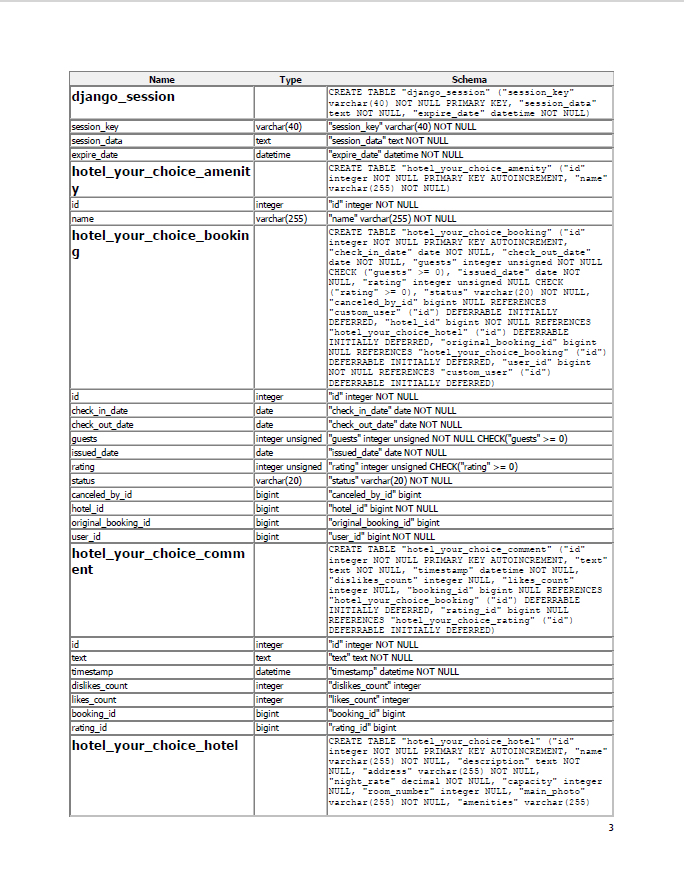 Name Type Schema
django_session CREATE TABLE "django_session" ("session_key"
varchar(40) NOT NULL PRIMARY KEY, "session_data"
text NOT NULL, "expire_date" datetime NOT NULL)
session_key varchar(40) "session_key" varchar(40) NOT NULL
session_data text "session_data" text NOT NULL
expire_date datetime "expire_date" datetime NOT NULL
hotel_your_choice_amenit CREATE TABLE "hotel_your_choice_amenity" ("id"
y integer NOT NULL PRIMARY KEY AUTOINCREMENT, "name"
varchar(255) NOT NULL)
id integer "id" integer NOT NULL
name varchar(255) "name" varchar(255) NOT NULL
hotel_your_choice_bookin CREATE TABLE "hotel_your_choice_booking" ("id"
g integer NOT NULL PRIMARY KEY AUTOINCREMENT,
"check_in_date" date NOT NULL, "check_out_date"
date NOT NULL, "guests" integer unsigned NOT NULL
CHECK ("guests" >= 0), "issued_date" date NOT
NULL, "rating" integer unsigned NULL CHECK
("rating" >= 0), "status" varchar(20) NOT NULL,
"canceled_by_id" bigint NULL REFERENCES
"custom_user" ("id") DEFERRABLE INITIALLY
DEFERRED, "hotel_id" bigint NOT NULL REFERENCES
"hotel_your_choice_hotel" ("id") DEFERRABLE
INITIALLY DEFERRED, "original_booking_id" bigint
NULL REFERENCES "hotel_your_choice_booking" ("id")
DEFERRABLE INITIALLY DEFERRED, "user_id" bigint
NOT NULL REFERENCES "custom_user" ("id")
DEFERRABLE INITIALLY DEFERRED)
id integer "id" integer NOT NULL
check_in_date date "check_in_date" date NOT NULL
check_out_date date "check_out_date" date NOT NULL
guests integer unsigned "guests" integer unsigned NOT NULL CHECK("guests" >= 0)
issued_date date "issued_date" date NOT NULL
rating integer unsigned "rating" integer unsigned CHECK("rating" >= 0)
status varchar(20) "status" varchar(20) NOT NULL
canceled_by_id bigint "canceled_by_id" bigint
hotel_id bigint "hotel_id" bigint NOT NULL
original_booking_id bigint "original_booking_id" bigint
user_id bigint "user_id" bigint NOT NULL
hotel_your_choice_comm CREATE TABLE "hotel_your_choice_comment" ("id"
ent integer NOT NULL PRIMARY KEY AUTOINCREMENT, "text"
text NOT NULL, "timestamp" datetime NOT NULL,
"dislikes_count" integer NULL, "likes_count"
integer NULL, "booking_id" bigint NULL REFERENCES
"hotel_your_choice_booking" ("id") DEFERRABLE
INITIALLY DEFERRED, "rating_id" bigint NULL
REFERENCES "hotel_your_choice_rating" ("id")
DEFERRABLE INITIALLY DEFERRED)
id integer "id" integer NOT NULL
text text "text" text NOT NULL
timestamp datetime "timestamp" datetime NOT NULL
dislikes_count integer "dislikes_count" integer
likes_count integer "likes_count" integer
booking_id bigint "booking_id" bigint
rating_id bigint "rating_id" bigint
hotel_your_choice_hotel CREATE TABLE "hotel_your_choice_hotel" ("id"
integer NOT NULL PRIMARY KEY AUTOINCREMENT, "name"
varchar(255) NOT NULL, "description" text NOT
NULL, "address" varchar(255) NOT NULL,
"night_rate" decimal NOT NULL, "capacity" integer
NULL, "room_number" integer NULL, "main_photo"
varchar(255) NOT NULL, "amenities" varchar(255)
3